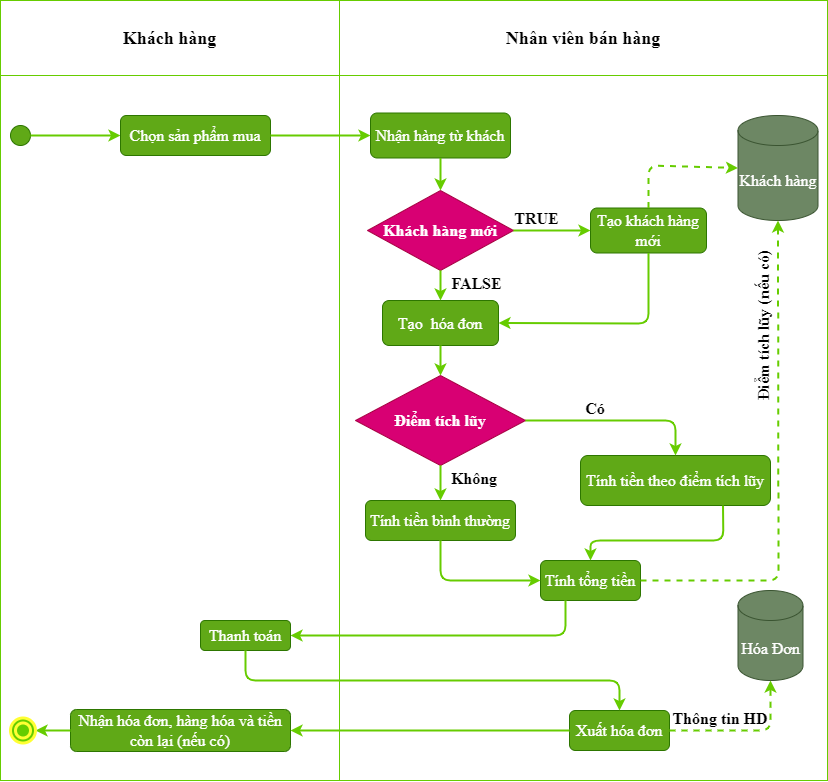 Khách hàng
Nhân viên bán hàng
Chọn sản phẩm mua
Nhận hàng từ khách
Khách hàng
Khách hàng mới
TRUE
Tạo khách hàng
mới
FALSE
Tạo hóa đơn
Điểm tích lũy (nếu có)
Điểm tích lũy
Có
Không
Tính tiền theo điểm tích lũy
Tính tiền bình thường
Tính tổng tiền
Thanh toán
Hóa Đơn
Nhận hóa đơn, hàng hóa và tiền
còn lại (nếu có)
Xuất hóa đơn
Thông tin HD